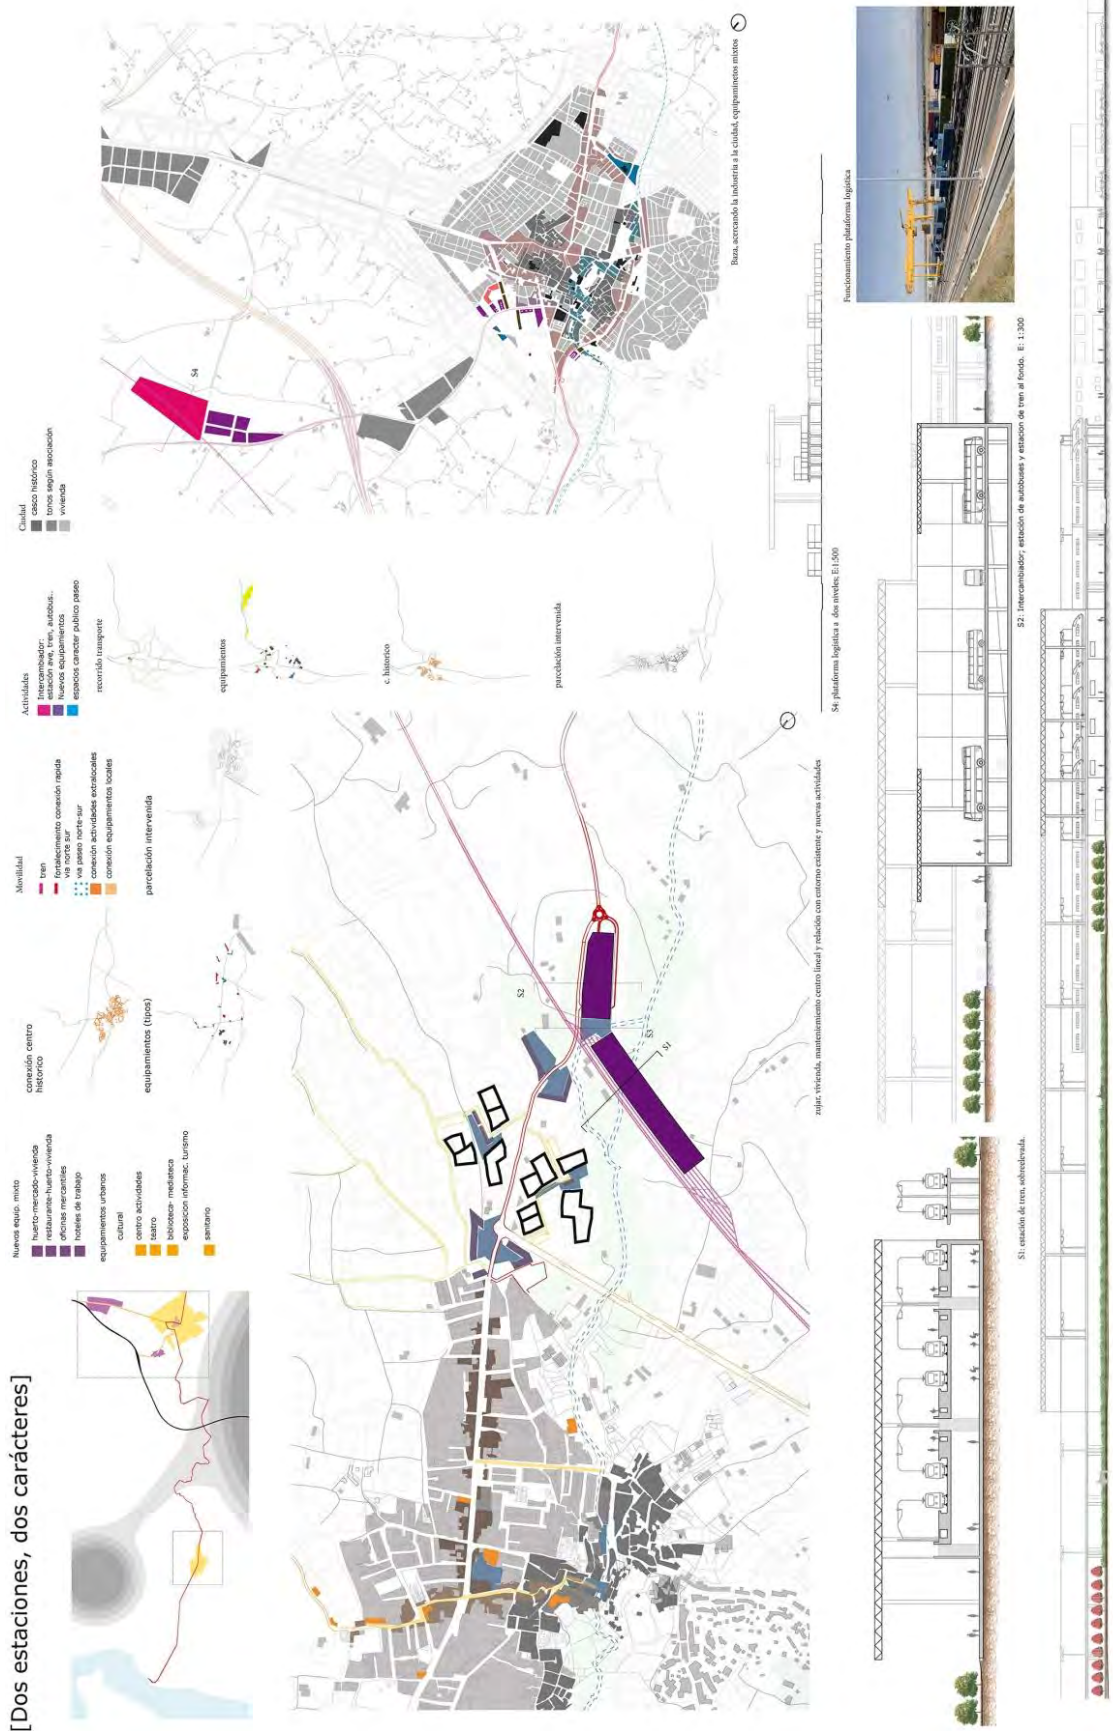 [Dos estaciones, dos carácteres]
Nuevos equip. mixto
huerto-mercado-vivienda
restaurante-huerto-vivienda
oficinas mercantiles
hoteles de trabajo
equipamientos urbanos
cultural
centro actividades
teatro
biblioteca- mediateca
exposicion informac. turismo
sanitario
conexión centro
historico
equipamientos (tipos)
Movilidad
tren
fortalecimiento conexión rapida
via norte sur
via paseo norte-sur
conexión actividades extralocales
conexión equipamientos locales
parcelación intervenida
Actividades
Intercambiador:
estación ave, tren, autobus...
Nuevos equipamientos
espacios caracter publico paseo
recorrido transporte
equipamientos
c. historico
parcelación intervenida
Ciudad
casco histórico
tonos según asociación
vivienda
S4
Baza, acercando la industria a la ciudad, equipaminetos mixtos
S2
S3
S1
zujar, vivienda, mantenimiento centro lineal y relación con entorno existente y nuevas actividades
S4: plataforma logística a dos niveles; E:1:500
Funcionamiento plataforma logística
S1: estación de tren, sobreelevada.
S2: Intercambiador; estación de autobuses y estacion de tren al fondo. E: 1:300